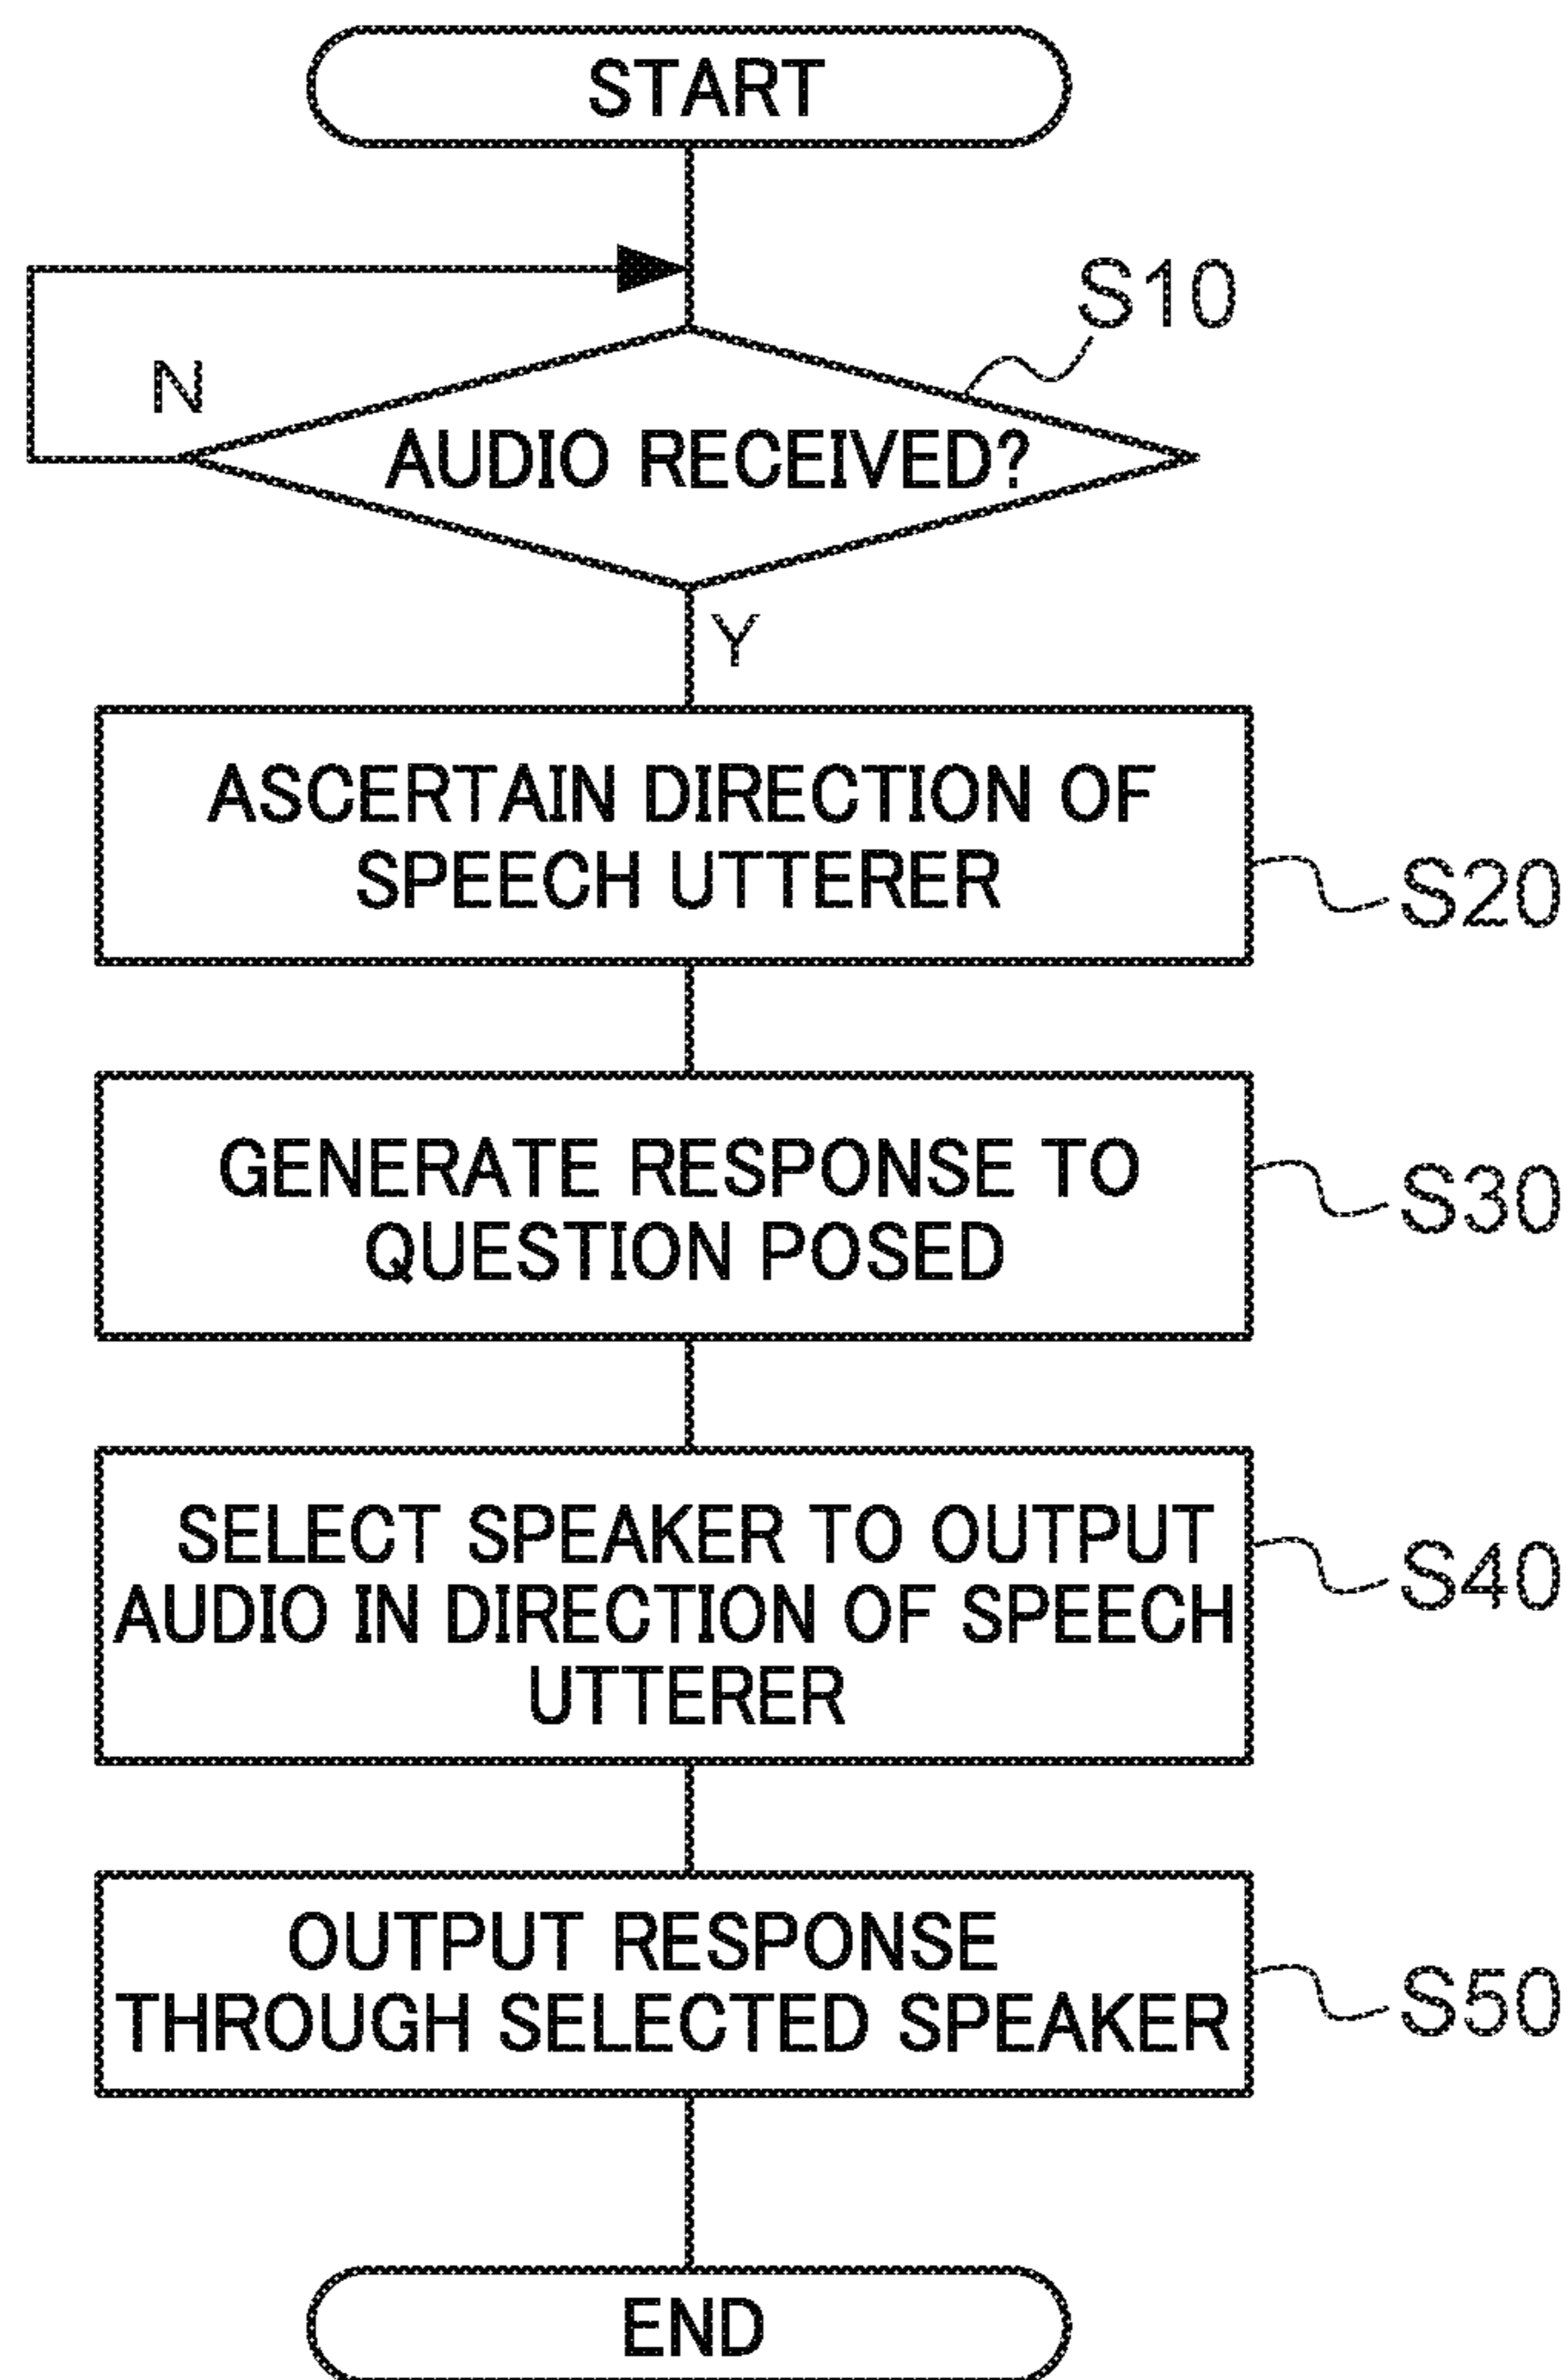 START
S10
N
AUDIO RECEIVED?
Y
ASCERTAIN DIRECTION OF
SPEECH UTTERER
S20
GENERATE RESPONSE TO
QUESTION POSED
S30
SELECT SPEAKER TO OUTPUT
AUDIO IN DIRECTION OF SPEECH
UTTERER
S40
OUTPUT RESPONSE
THROUGH SELECTED SPEAKER
S50
END